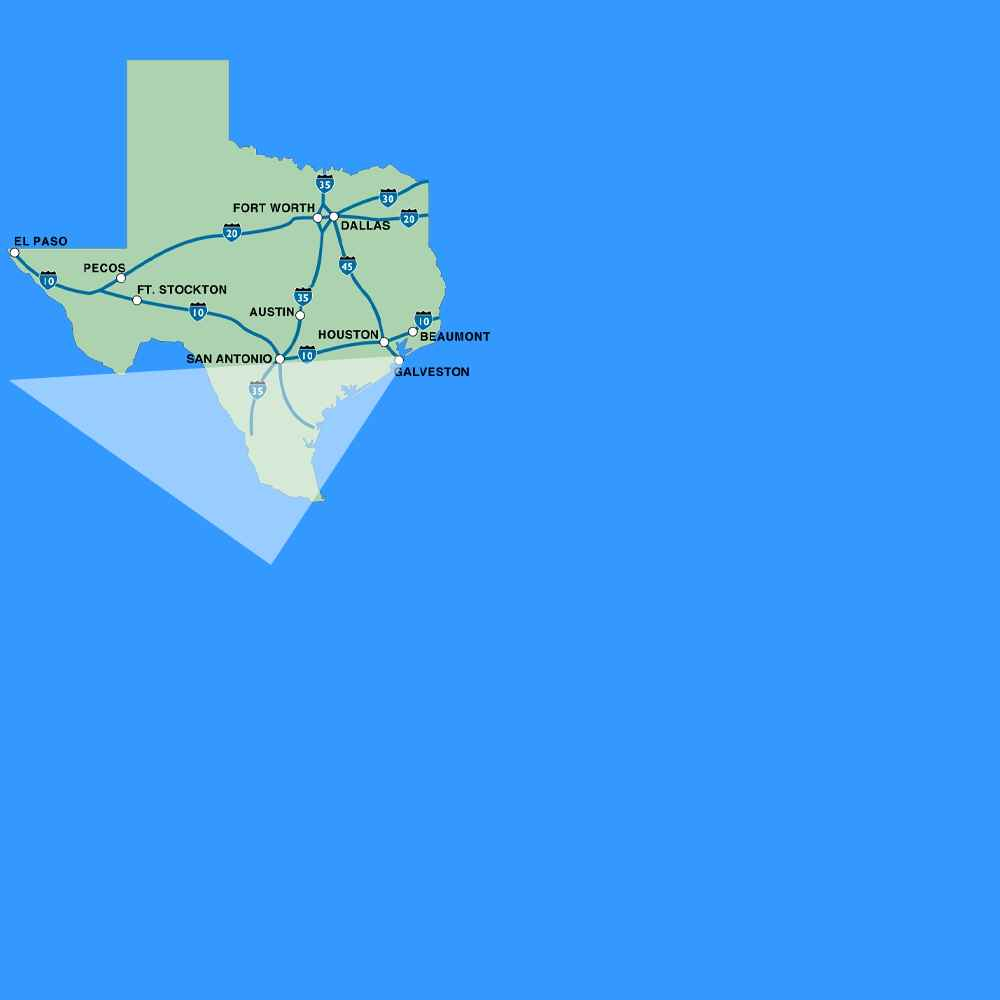 35
30
FORT WORTH
20
20
DALLAS
EL PASO
PECOS
45
10
FT. STOCKTON
35
10
AUSTIN
10
HOUSTON
BEAUMONT
SAN ANTONIO
10
GALVESTON
35